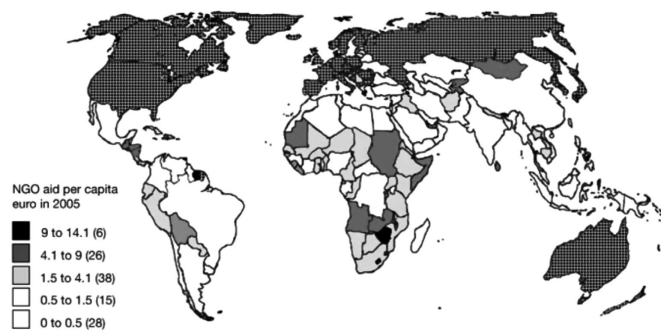 NGO aid per capita
euro in 2005
9 to 14.1 (6)
4.1 to 9 (26)
1.5 to 4.1 (38)
0.5 to 1.5 (15)
0 to 0.5 (28)